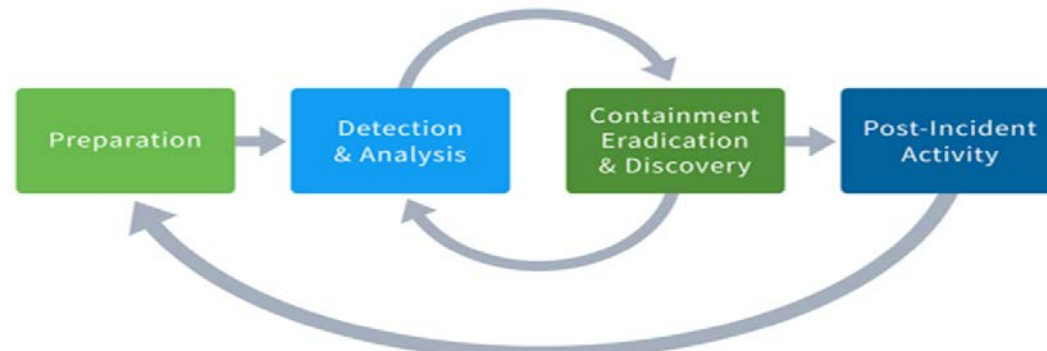 Preparation
Detection
& Analysis
Containment
Eradication
& Discovery
Post-Incident
Activity